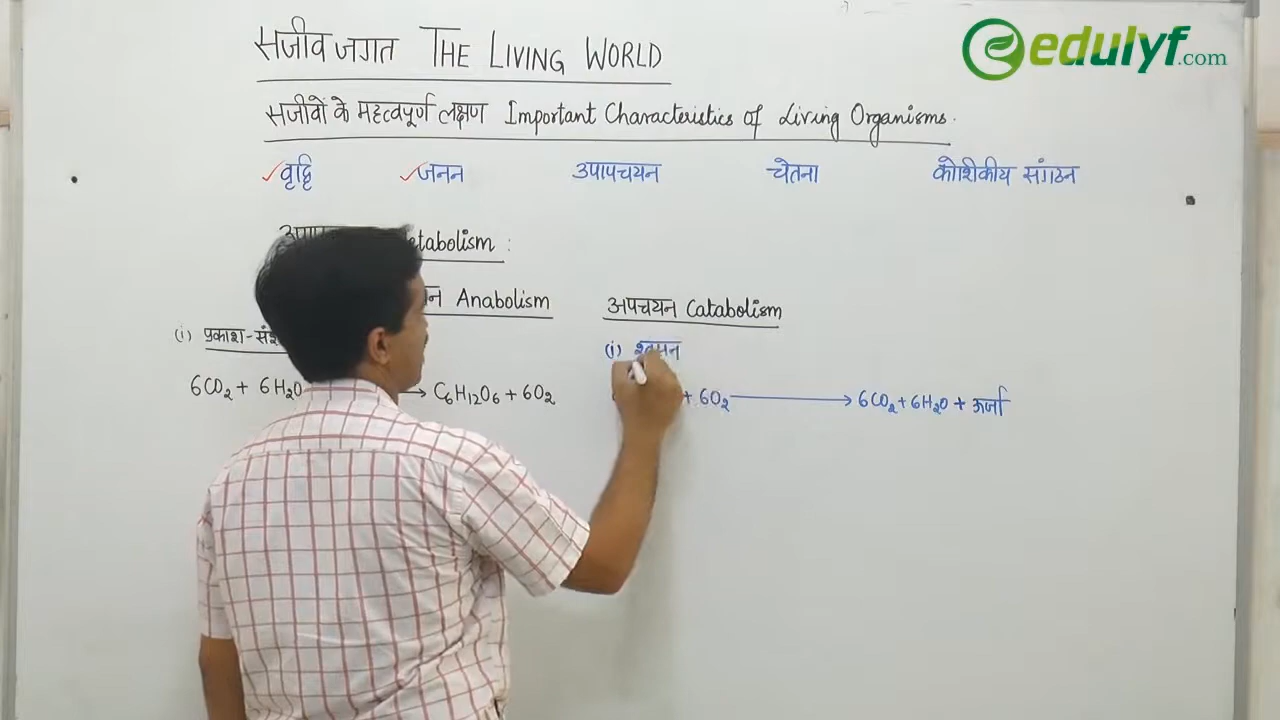 सजीव जगत THE LIVING WORLD
edulyf.com
सजीवों के महत्वपूर्ण लक्षण Important Characteristics of Living Organisms.
✓वृद्धि ✓जनन उपापचयन चेतना कोशिकीय संगठन
Metabolism :
Anabolism अपचयन Catabolism
(i) प्रकाश-संश (i) श्वसन
6CO₂ + 6H₂O → C₆H₁₂O₆ + 6O₂ + 6O₂ → 6CO₂ + 6H₂O + ऊर्जा